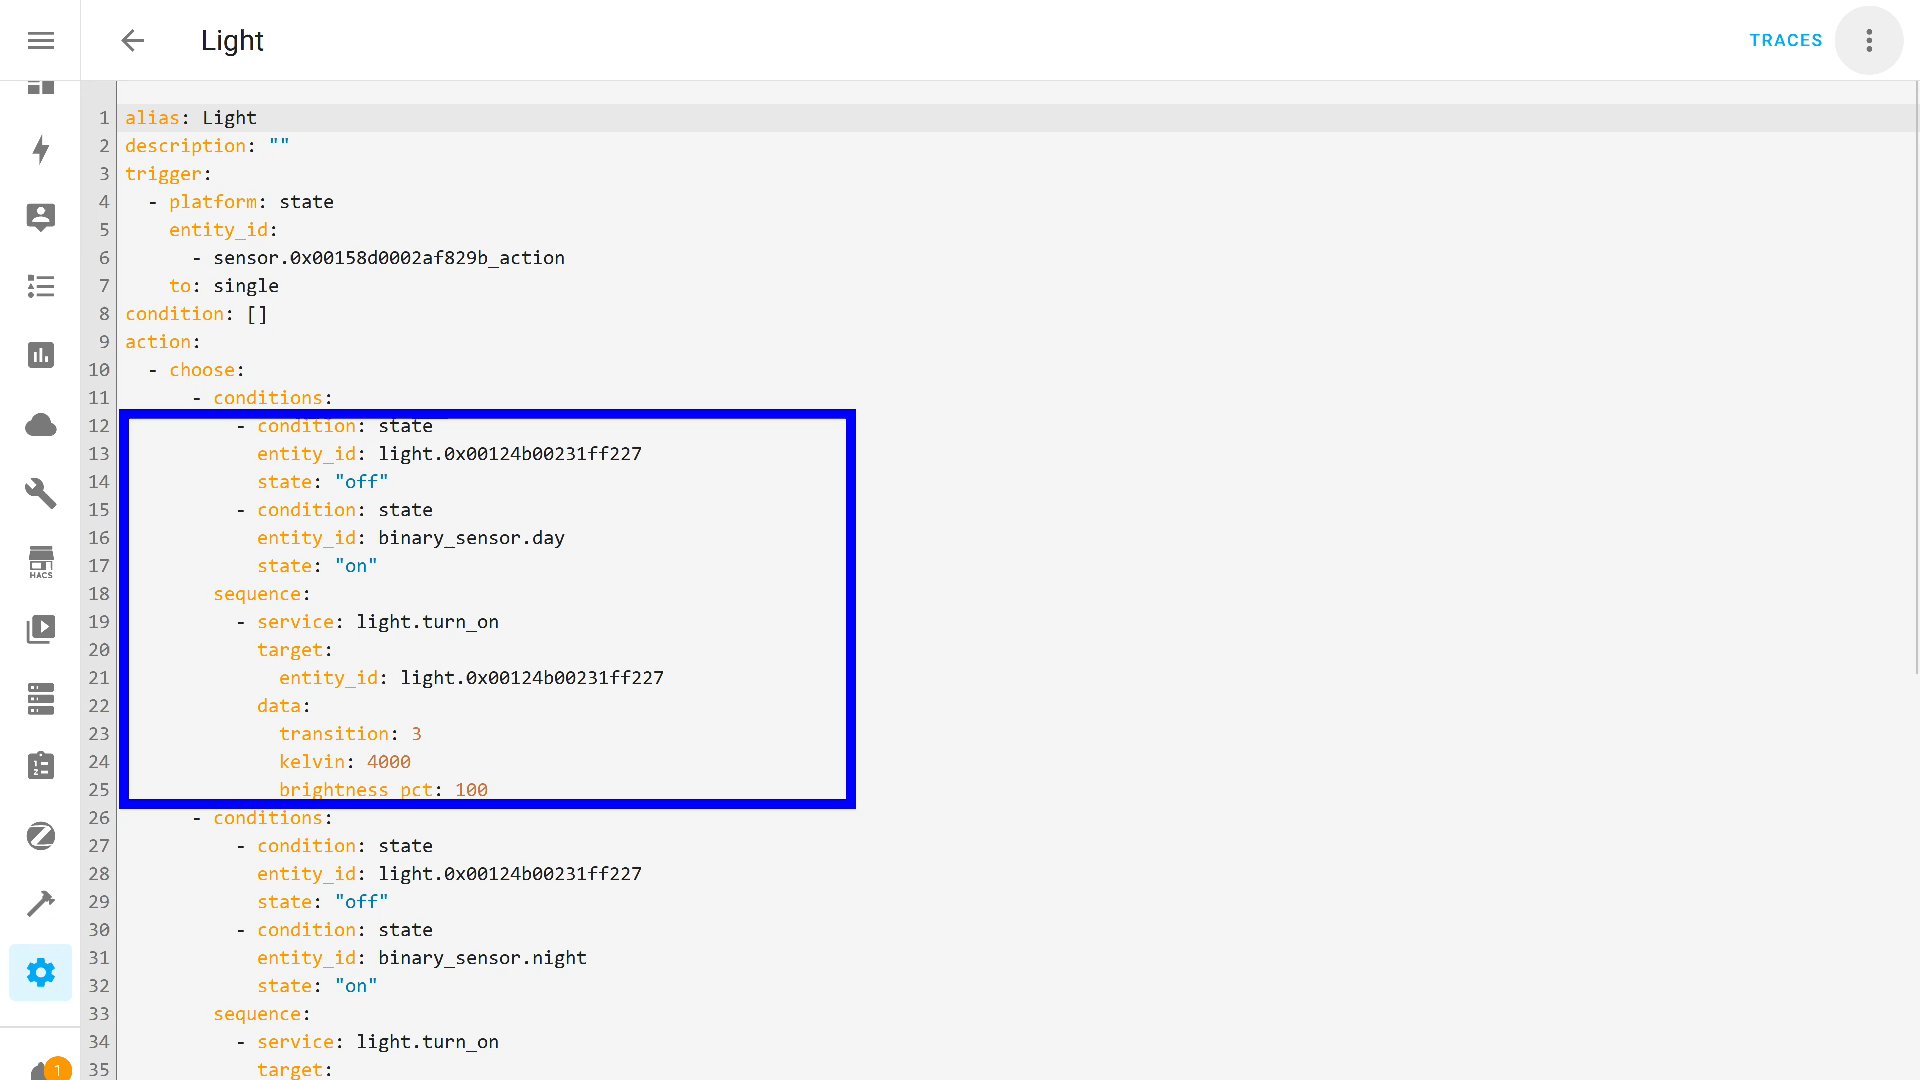 Light
TRACES
1 alias: Light
2 description: ""
3 trigger:
4   - platform: state
5     entity_id:
6       - sensor.0x00158d0002af829b_action
7     to: single
8 condition: []
9 action:
10   - choose:
11       - conditions:
12           - condition: state
13             entity_id: light.0x00124b00231ff227
14             state: "off"
15           - condition: state
16             entity_id: binary_sensor.day
17             state: "on"
18         sequence:
19           - service: light.turn_on
20             target:
21               entity_id: light.0x00124b00231ff227
22             data:
23               transition: 3
24               kelvin: 4000
25               brightness_pct: 100
26       - conditions:
27           - condition: state
28             entity_id: light.0x00124b00231ff227
29             state: "off"
30           - condition: state
31             entity_id: binary_sensor.night
32             state: "on"
33         sequence:
34           - service: light.turn_on
35             target:
HACS
1